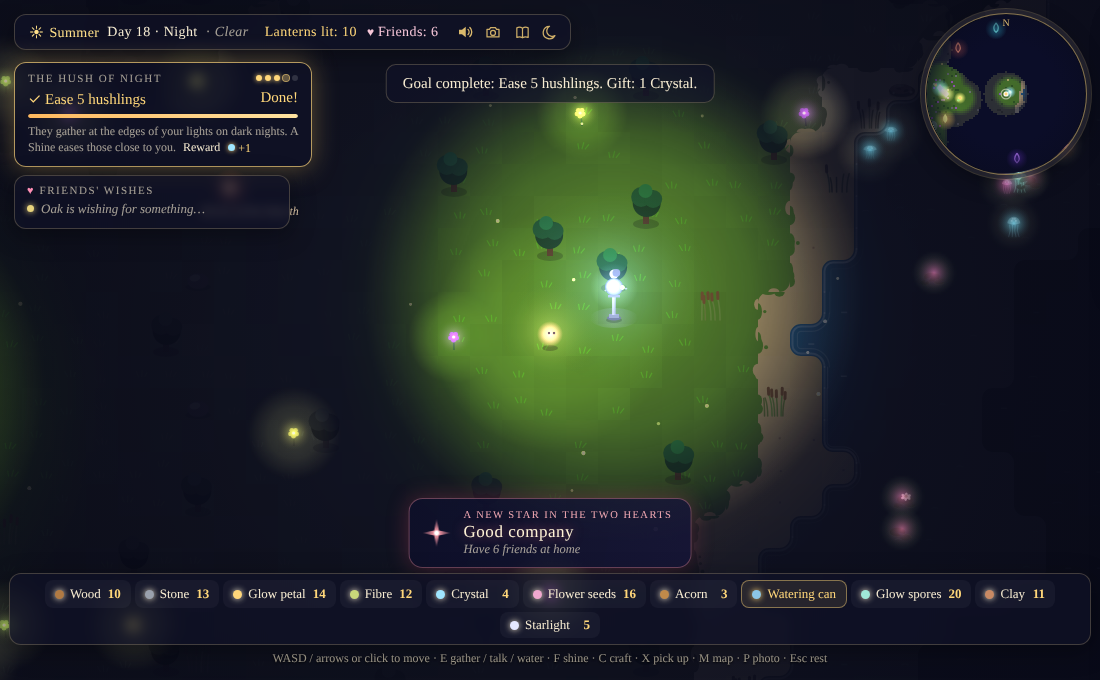 Summer Day 18 · Night · Clear Lanterns lit: 10 ♥ Friends: 6
N
THE HUSH OF NIGHT
✓ Ease 5 hushlings Done!
They gather at the edges of your lights on dark nights. A
Shine eases those close to you. Reward +1
Goal complete: Ease 5 hushlings. Gift: 1 Crystal.
♥ FRIENDS' WISHES
Oak is wishing for something…
th
A NEW STAR IN THE TWO HEARTS
Good company
Have 6 friends at home
Wood 10 Stone 13 Glow petal 14 Fibre 12 Crystal 4 Flower seeds 16 Acorn 3 Watering can Glow spores 20 Clay 11
Starlight 5
WASD / arrows or click to move · E gather / talk / water · F shine · C craft · X pick up · M map · P photo · Esc rest